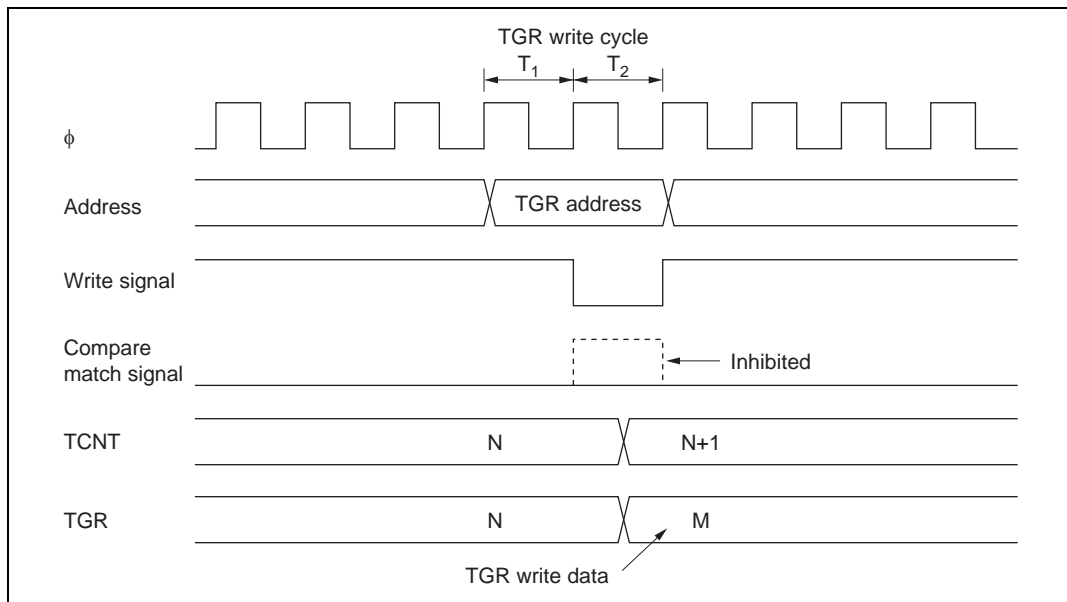 TGR write cycle
T1 T2
ϕ
Address
TGR address
Write signal
Compare
match signal
Inhibited
TCNT
N
N+1
TGR
N
M
TGR write data